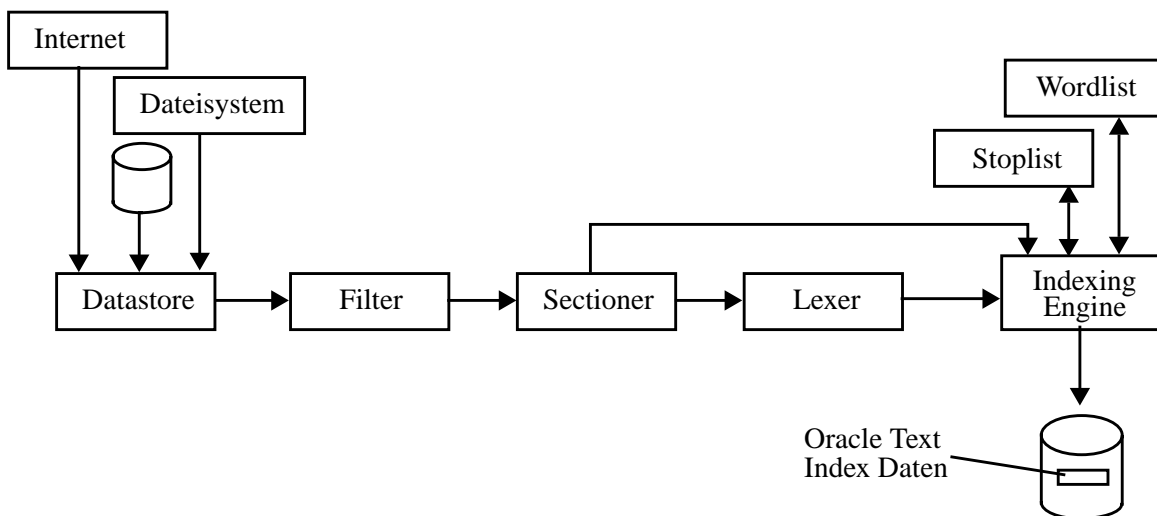 Internet
Dateisystem
Wordlist
Stoplist
Datastore
Filter
Sectioner
Lexer
Indexing
Engine
Oracle Text
Index Daten